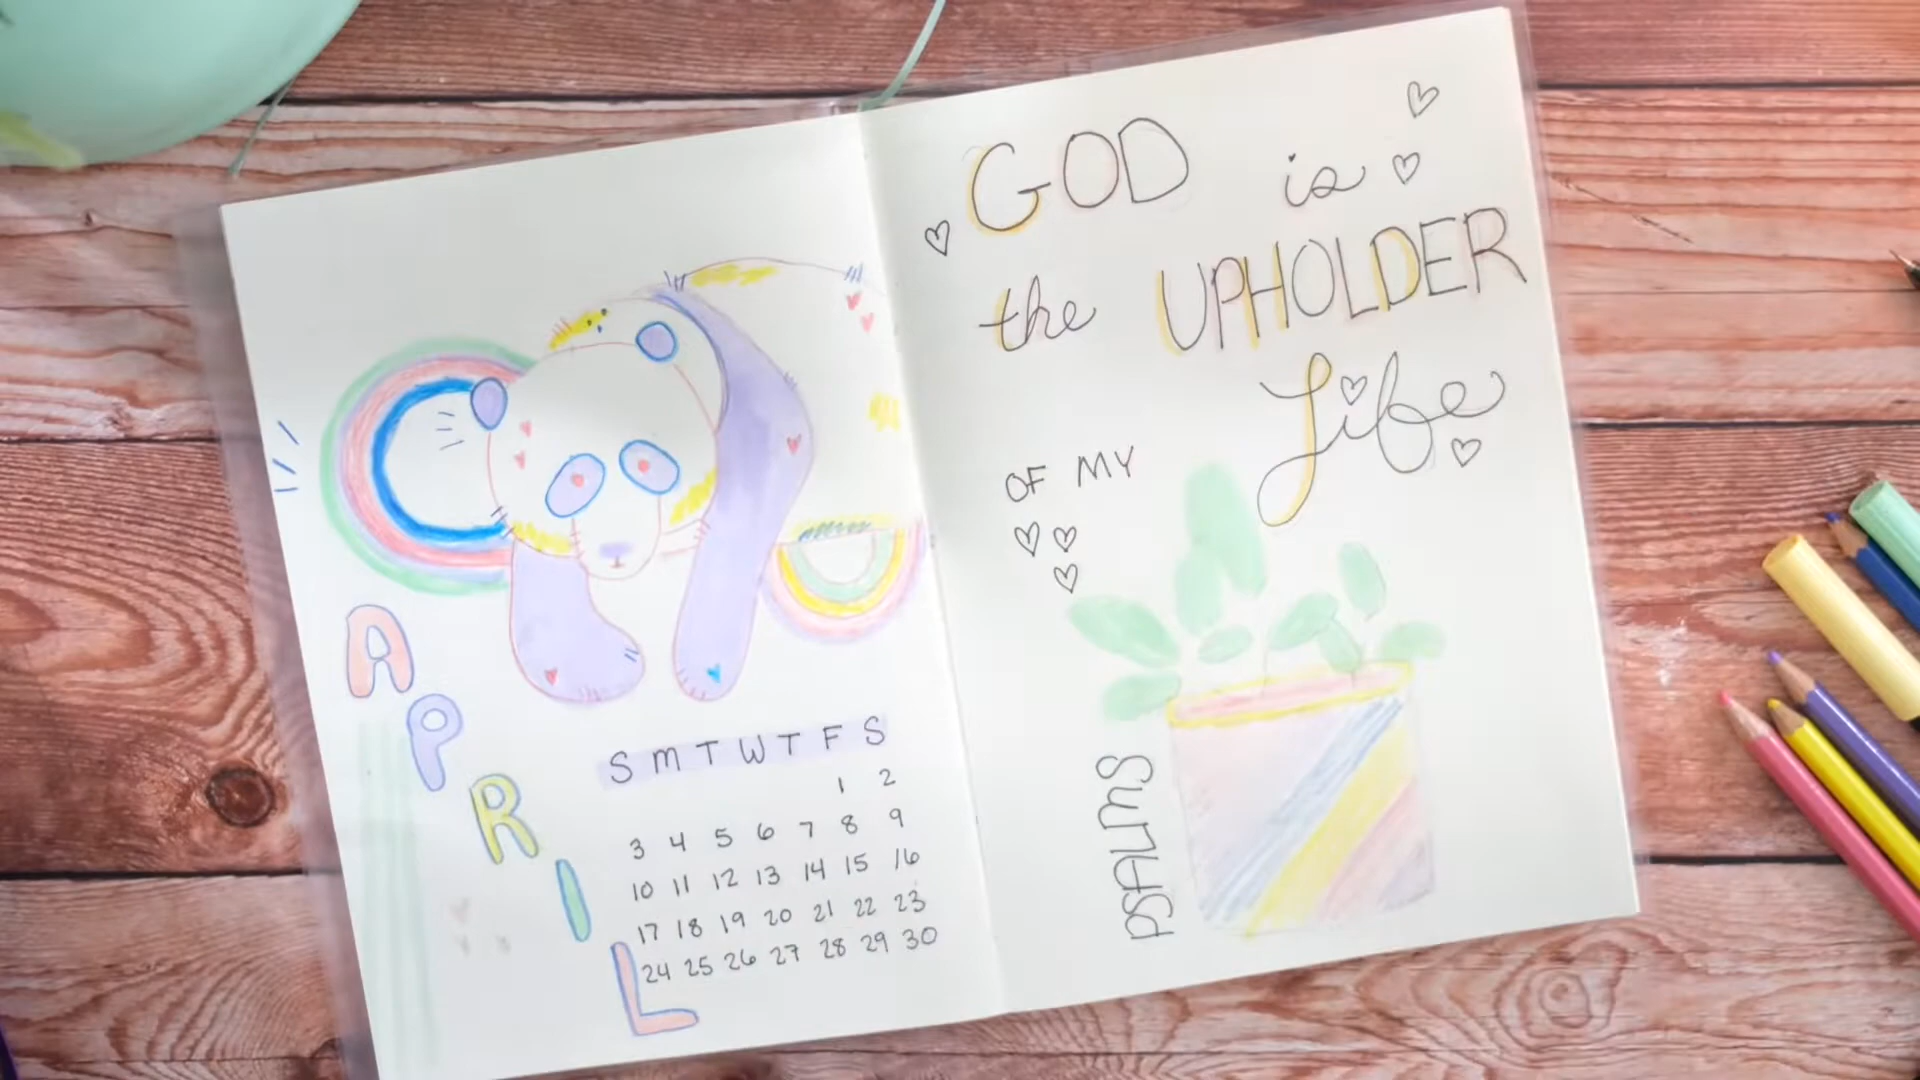 APRIL
S M T W T F S
1 2
3 4 5 6 7 8 9
10 11 12 13 14 15 16
17 18 19 20 21 22 23
24 25 26 27 28 29 30
GOD is
the UPHOLDER
OF MY Life
PSALMS